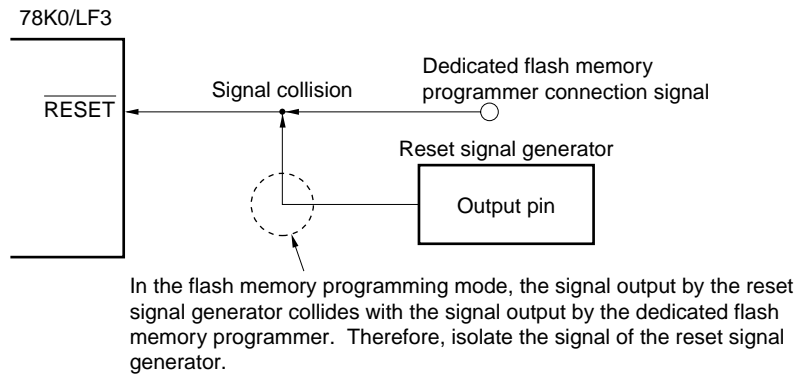 78K0/LF3
Dedicated flash memory
programmer connection signal
Signal collision
RESET
Reset signal generator
Output pin
In the flash memory programming mode, the signal output by the reset
signal generator collides with the signal output by the dedicated flash
memory programmer.  Therefore, isolate the signal of the reset signal
generator.